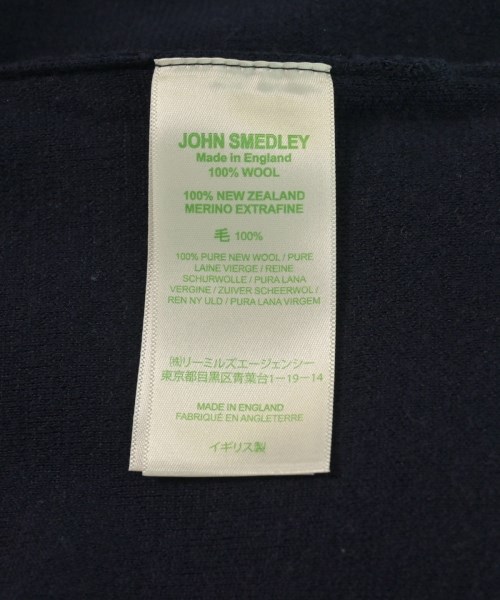 JOHN SMEDLEY
Made in England
100% WOOL
100% NEW ZEALAND
MERINO EXTRAFINE
毛 100%
100% PURE NEW WOOL / PURE
LAINE VIERGE / REINE
SCHURWOLLE / PURA LANA
VERGINE / ZUIVER SCHEERWOL /
REN NY ULD / PURA LANA VIRGEM
㈱リーミルズエージェンシー
東京都目黒区青葉台1-19-14
MADE IN ENGLAND
FABRIQUÉ EN ANGLETERRE
イギリス製